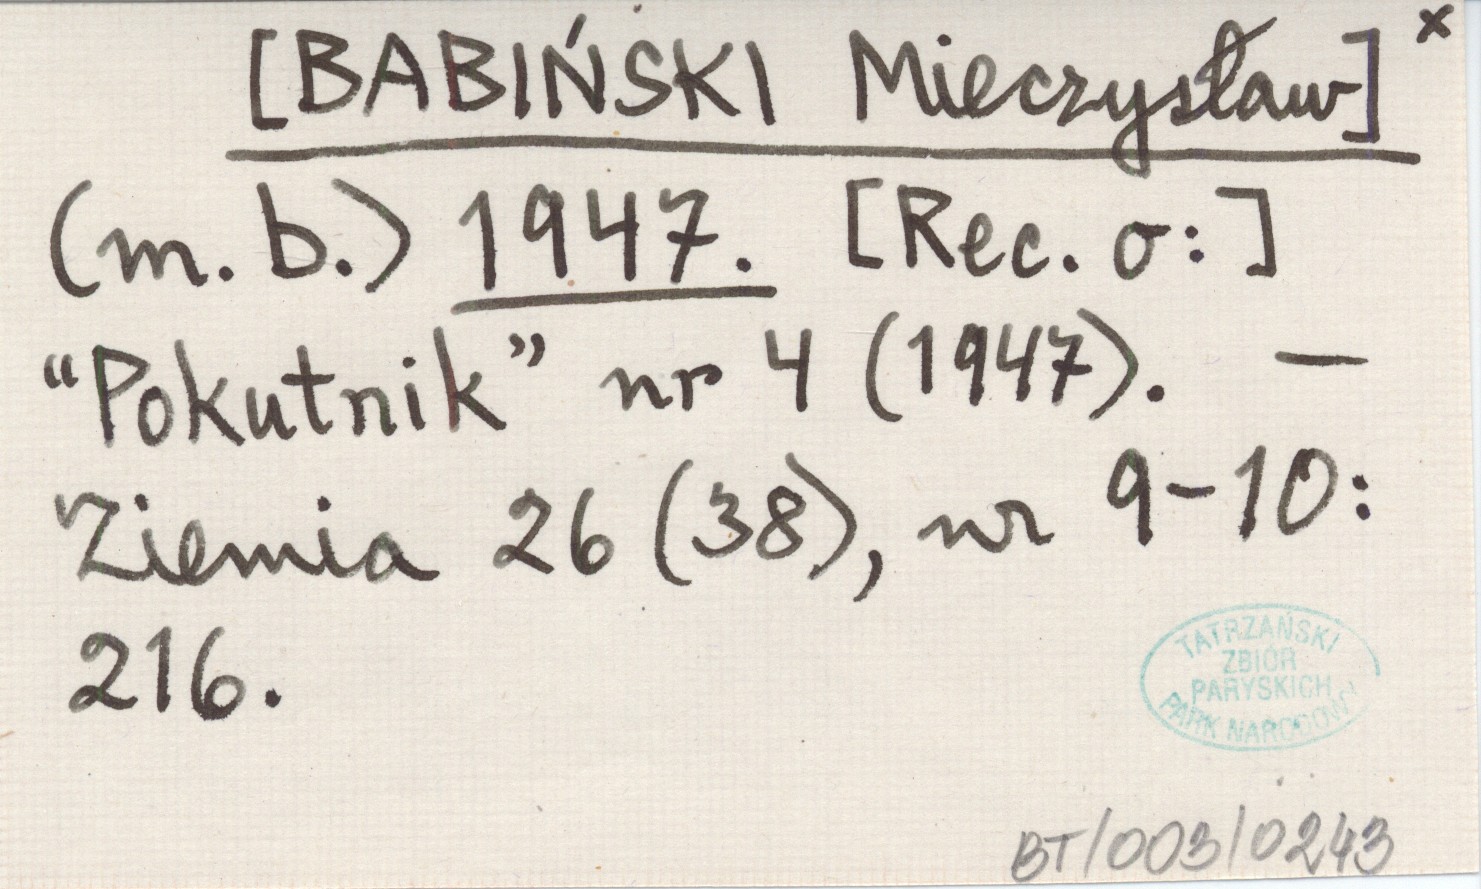 [BABIŃSKI Mieczysław] x
(m. b.) 1947. [Rec. o:]
“Pokutnik” nr 4 (1947). —
Ziemia 26 (38), nr 9-10:
216.
TATRZAŃSKI
ZBIÓR
PARYSKICH
PARK NARODOWY
BT/003/0243